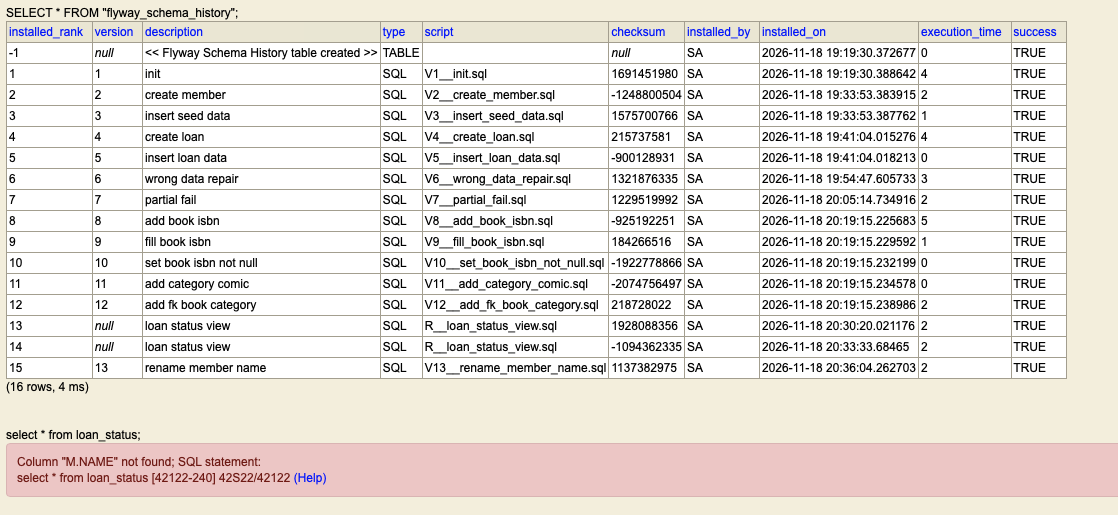 SELECT * FROM "flyway_schema_history";
installed_rank version description type script checksum installed_by installed_on execution_time success
-1 null << Flyway Schema History table created >> TABLE null SA 2026-11-18 19:19:30.372677 0 TRUE
1 1 init SQL V1__init.sql 1691451980 SA 2026-11-18 19:19:30.388642 4 TRUE
2 2 create member SQL V2__create_member.sql -1248800504 SA 2026-11-18 19:33:53.383915 2 TRUE
3 3 insert seed data SQL V3__insert_seed_data.sql 1575700766 SA 2026-11-18 19:33:53.387762 1 TRUE
4 4 create loan SQL V4__create_loan.sql 215737581 SA 2026-11-18 19:41:04.015276 4 TRUE
5 5 insert loan data SQL V5__insert_loan_data.sql -900128931 SA 2026-11-18 19:41:04.018213 0 TRUE
6 6 wrong data repair SQL V6__wrong_data_repair.sql 1321876335 SA 2026-11-18 19:54:47.605733 3 TRUE
7 7 partial fail SQL V7__partial_fail.sql 1229519992 SA 2026-11-18 20:05:14.734916 2 TRUE
8 8 add book isbn SQL V8__add_book_isbn.sql -925192251 SA 2026-11-18 20:19:15.225683 5 TRUE
9 9 fill book isbn SQL V9__fill_book_isbn.sql 184266516 SA 2026-11-18 20:19:15.229592 1 TRUE
10 10 set book isbn not null SQL V10__set_book_isbn_not_null.sql -1922778866 SA 2026-11-18 20:19:15.232199 0 TRUE
11 11 add category comic SQL V11__add_category_comic.sql -2074756497 SA 2026-11-18 20:19:15.234578 0 TRUE
12 12 add fk book category SQL V12__add_fk_book_category.sql 218728022 SA 2026-11-18 20:19:15.238986 2 TRUE
13 null loan status view SQL R__loan_status_view.sql 1928088356 SA 2026-11-18 20:30:20.021176 2 TRUE
14 null loan status view SQL R__loan_status_view.sql -1094362335 SA 2026-11-18 20:33:33.68465 2 TRUE
15 13 rename member name SQL V13__rename_member_name.sql 1137382975 SA 2026-11-18 20:36:04.262703 2 TRUE
(16 rows, 4 ms)
select * from loan_status;
Column "M.NAME" not found; SQL statement:
select * from loan_status [42122-240] 42S22/42122 (Help)